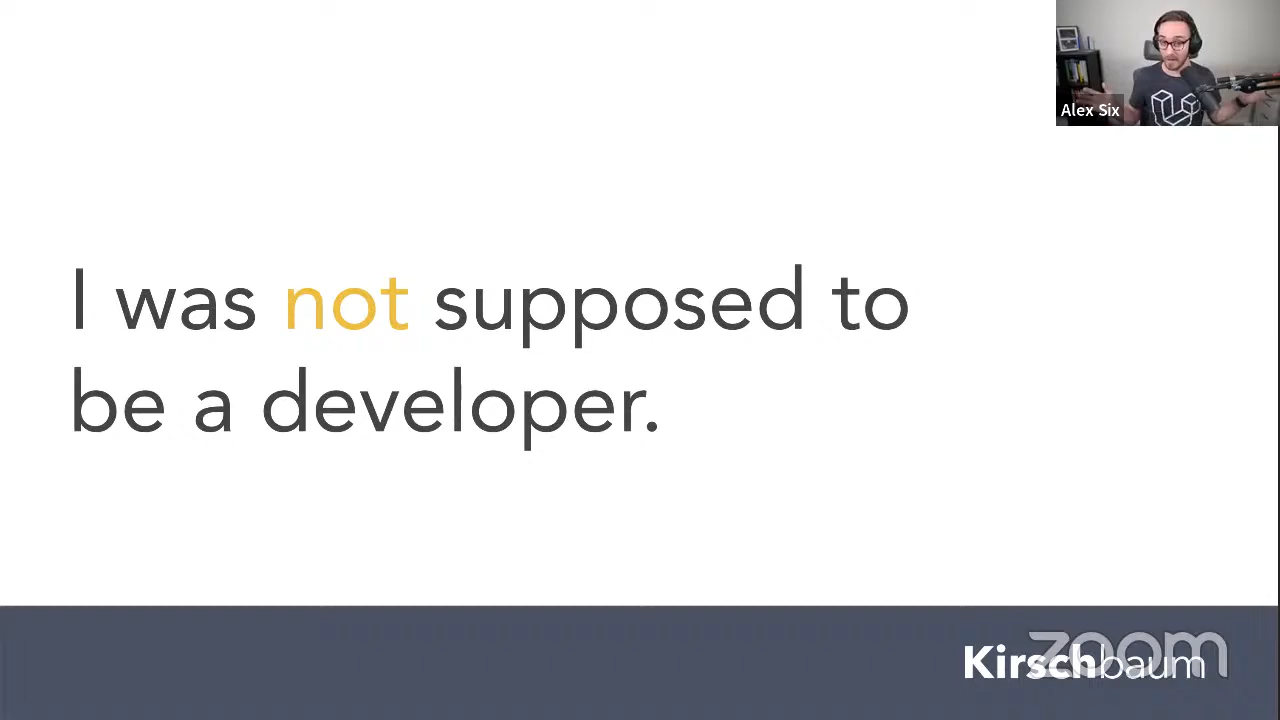 Alex Six
I was not supposed to
be a developer.
Kirschbaum
zoom